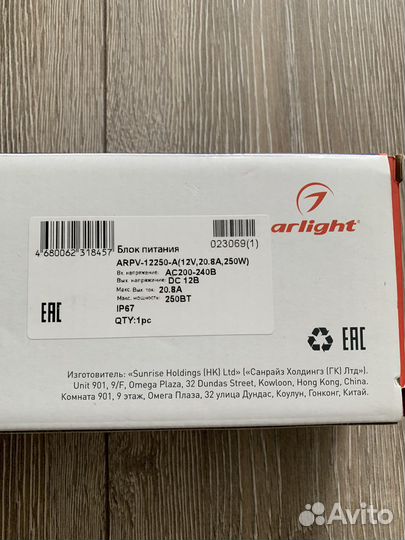 arlight®
4680062318457
Блок питания
023069(1)
ARPV-12250-A(12V,20.8A,250W)
Вх. напряжение: AC200-240В
Вых. напряжение: DC 12В
Макс. Вых. ток: 20.8A
Макс. мощность: 250ВТ
IP67
QTY:1pc
EAC
EAC
Изготовитель: «Sunrise Holdings (HK) Ltd» («Санрайз Холдингз (ГК) Лтд»).
Unit 901, 9/F, Omega Plaza, 32 Dundas Street, Kowloon, Hong Kong, China.
Комната 901, 9 этаж, Омега Плаза, 32 улица Дундас, Коулун, Гонконг, Китай.
Avito